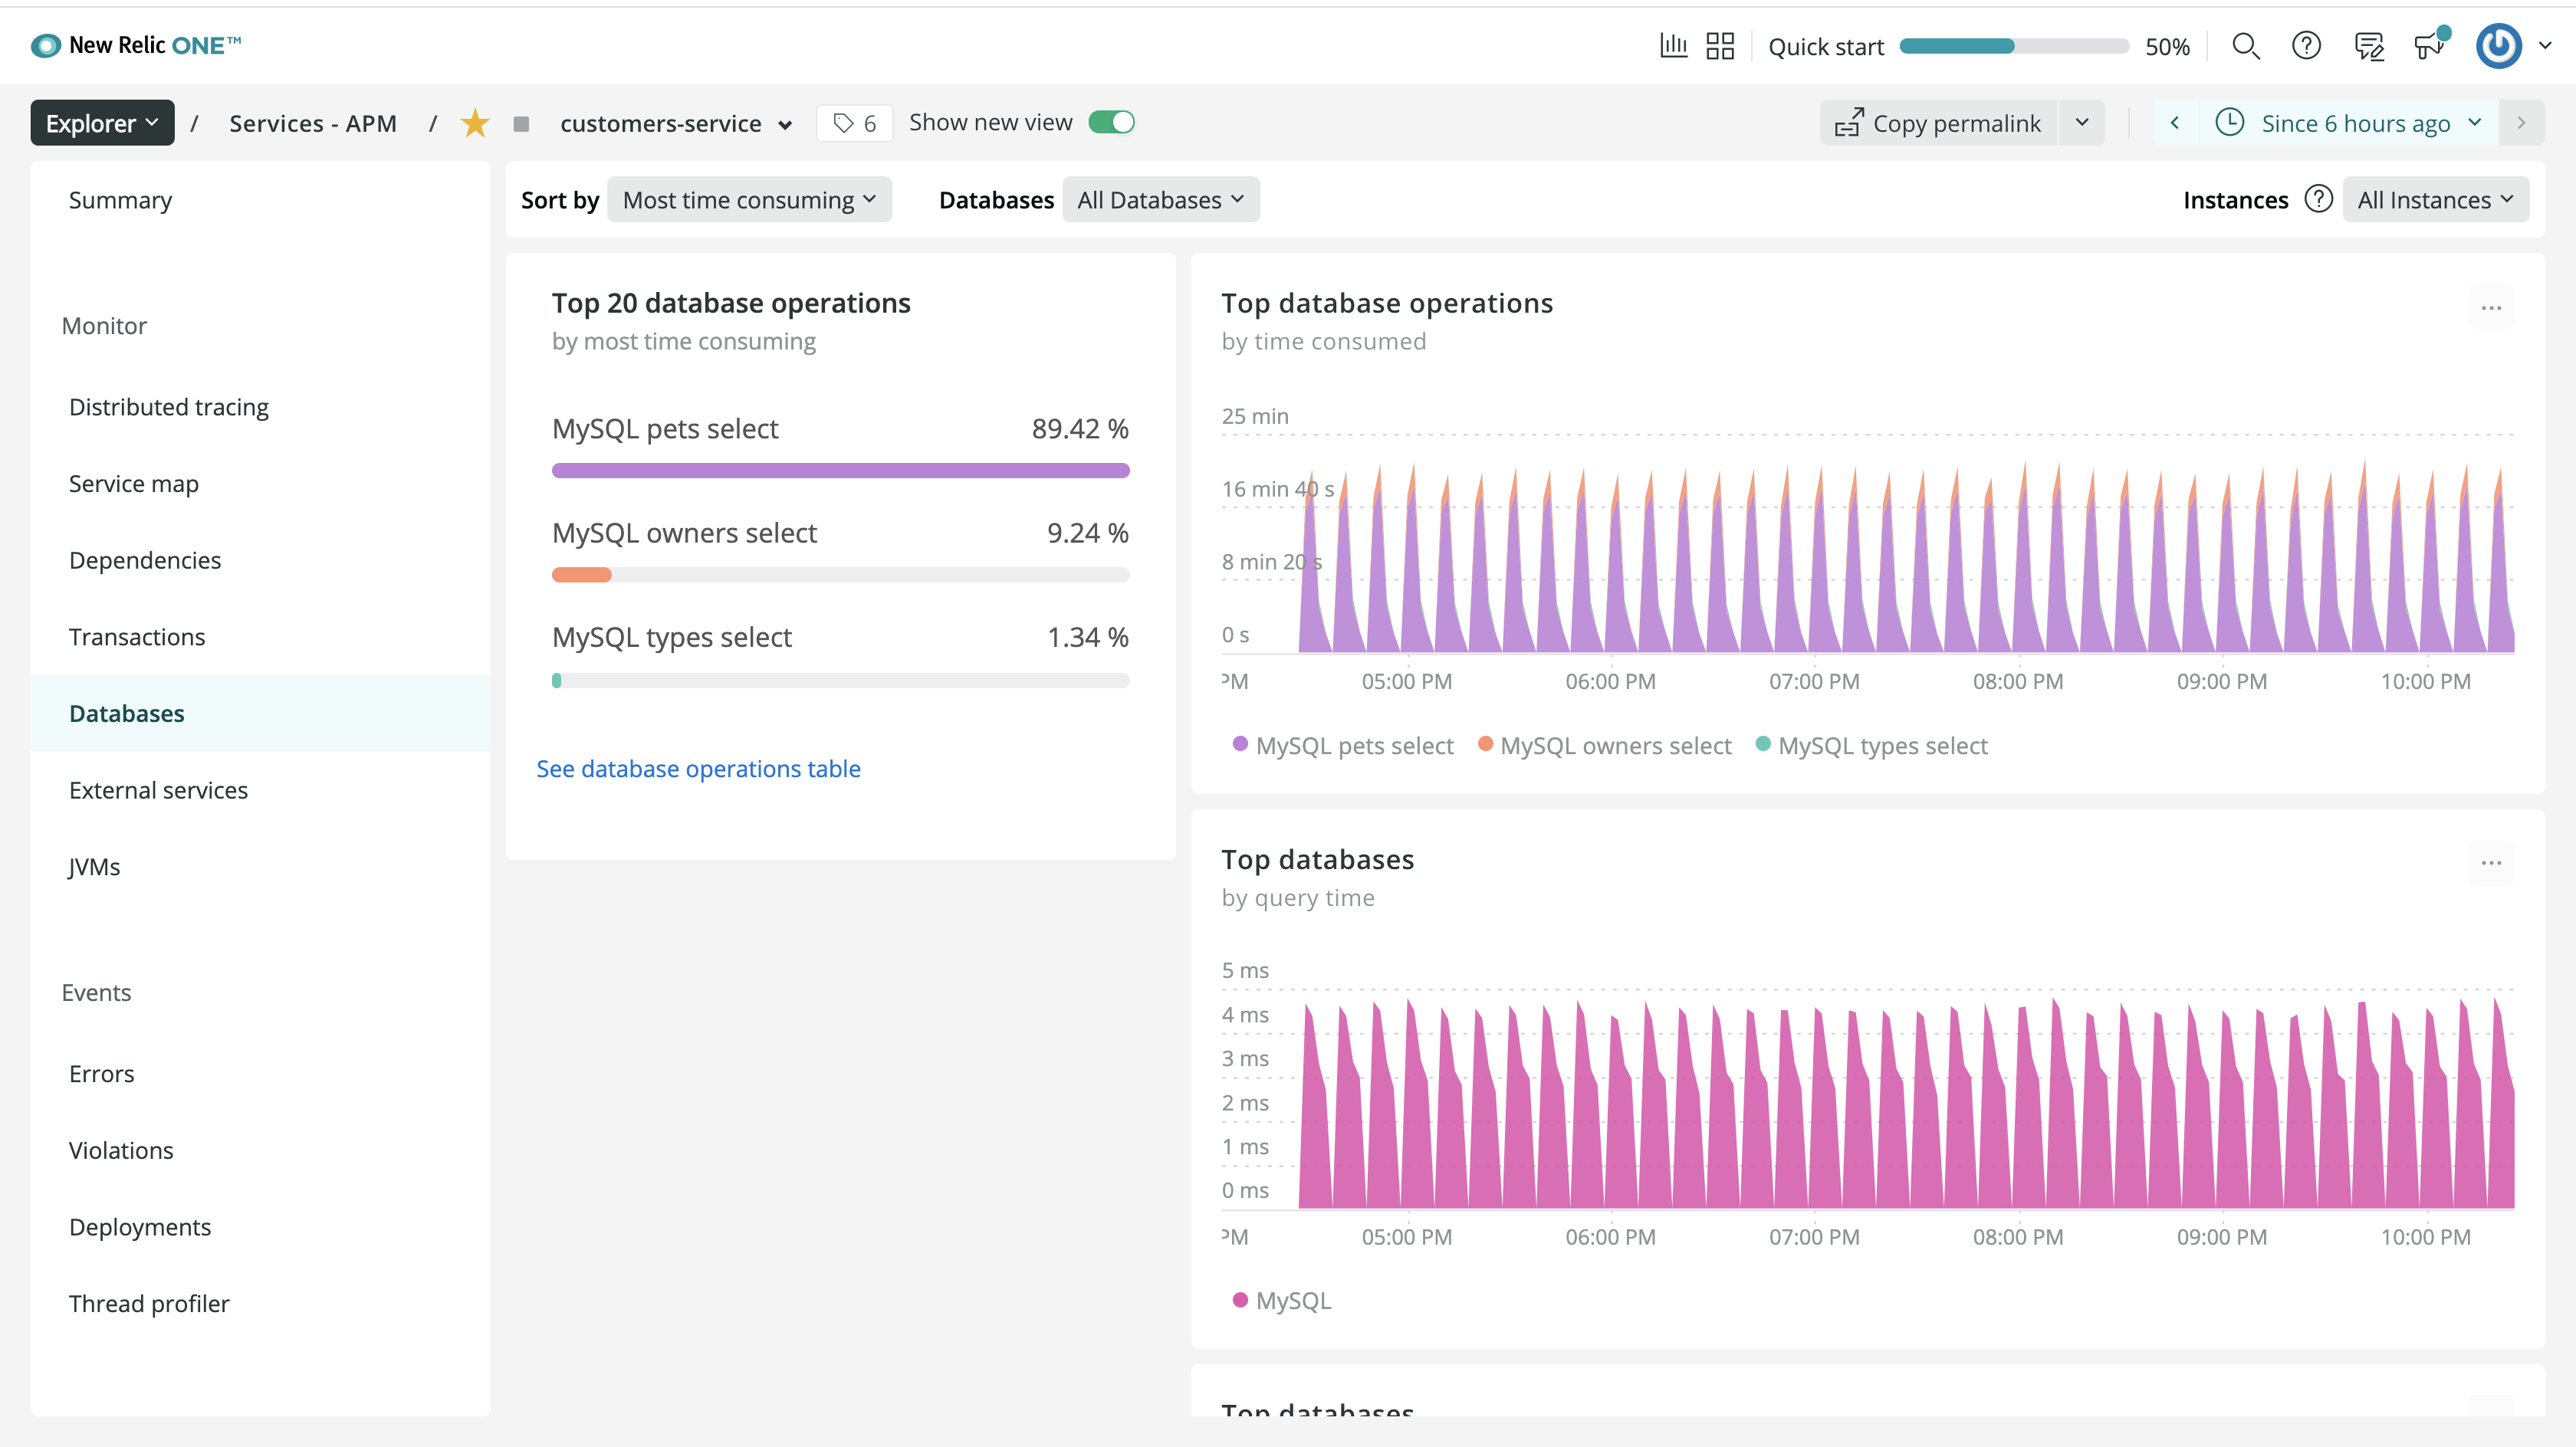 New Relic ONE™
Quick start 50%
Explorer / Services - APM / customers-service 6 Show new view
Copy permalink Since 6 hours ago
Summary
Monitor
Distributed tracing
Service map
Dependencies
Transactions
Databases
External services
JVMs
Events
Errors
Violations
Deployments
Thread profiler
Sort by Most time consuming Databases All Databases Instances ? All Instances
Top 20 database operations
by most time consuming
MySQL pets select 89.42 %
MySQL owners select 9.24 %
MySQL types select 1.34 %
See database operations table
Top database operations
by time consumed
25 min
16 min 40 s
8 min 20 s
0 s
PM 05:00 PM 06:00 PM 07:00 PM 08:00 PM 09:00 PM 10:00 PM
MySQL pets select MySQL owners select MySQL types select
Top databases
by query time
5 ms
4 ms
3 ms
2 ms
1 ms
0 ms
PM 05:00 PM 06:00 PM 07:00 PM 08:00 PM 09:00 PM 10:00 PM
MySQL
Top databases